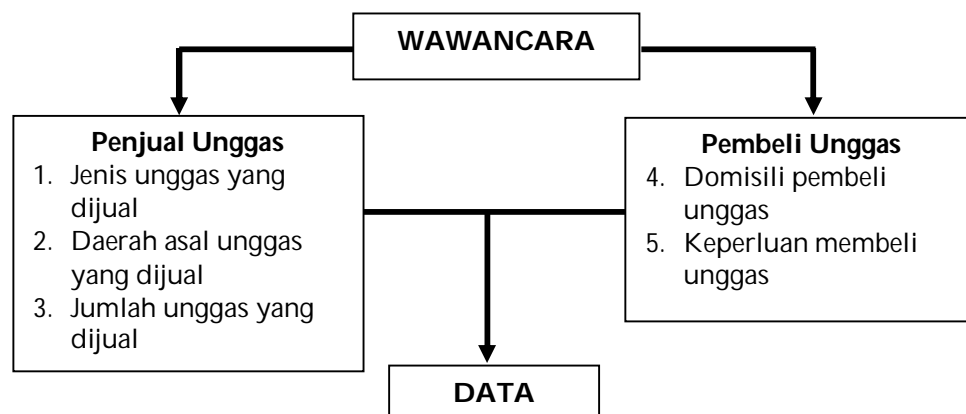 WAWANCARA
Penjual Unggas
1. Jenis unggas yang
dijual
2. Daerah asal unggas
yang dijual
3. Jumlah unggas yang
dijual
Pembeli Unggas
4. Domisili pembeli
unggas
5. Keperluan membeli
unggas
DATA